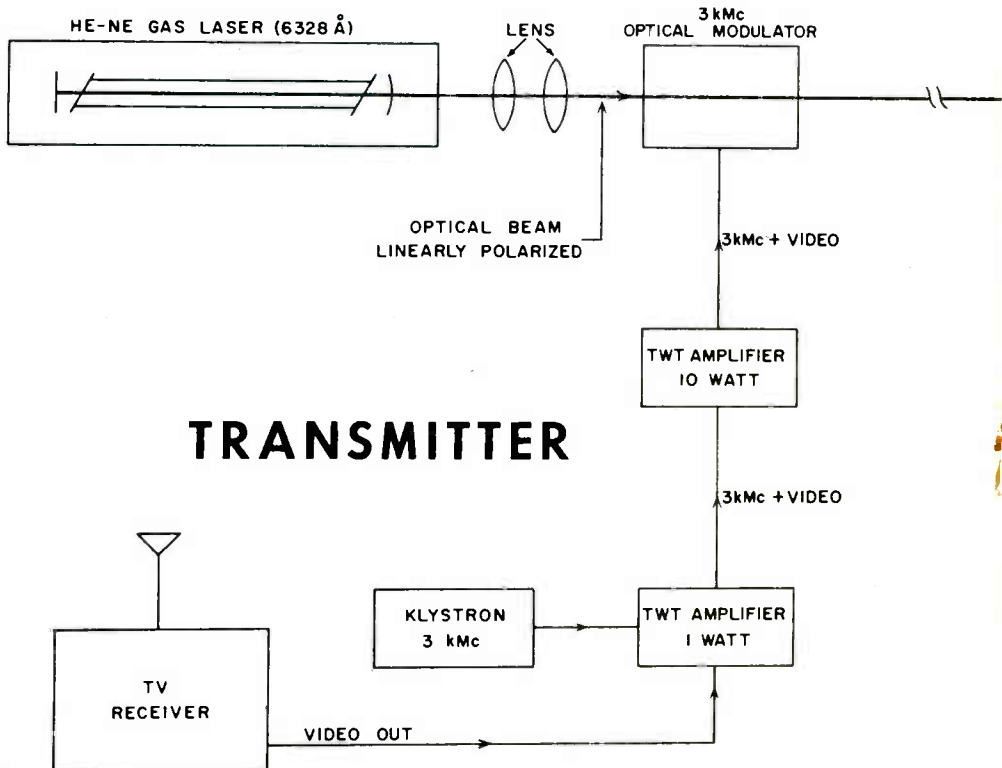 HE-NE GAS LASER (6328 Å)
LENS
3 kMc
OPTICAL MODULATOR
OPTICAL BEAM
LINEARLY POLARIZED
3kMc + VIDEO
TWT AMPLIFIER
10 WATT
TRANSMITTER
3kMc + VIDEO
KLYSTRON
3 kMc
TWT AMPLIFIER
1 WATT
TV
RECEIVER
VIDEO OUT